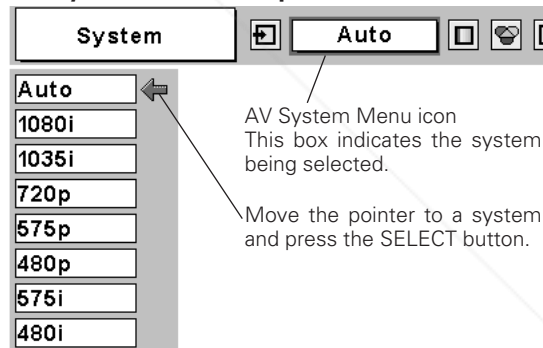 System
Auto
Auto
1080i
1035i
720p
575p
480p
575i
480i
AV System Menu icon
This box indicates the system
being selected.
Move the pointer to a system
and press the SELECT button.